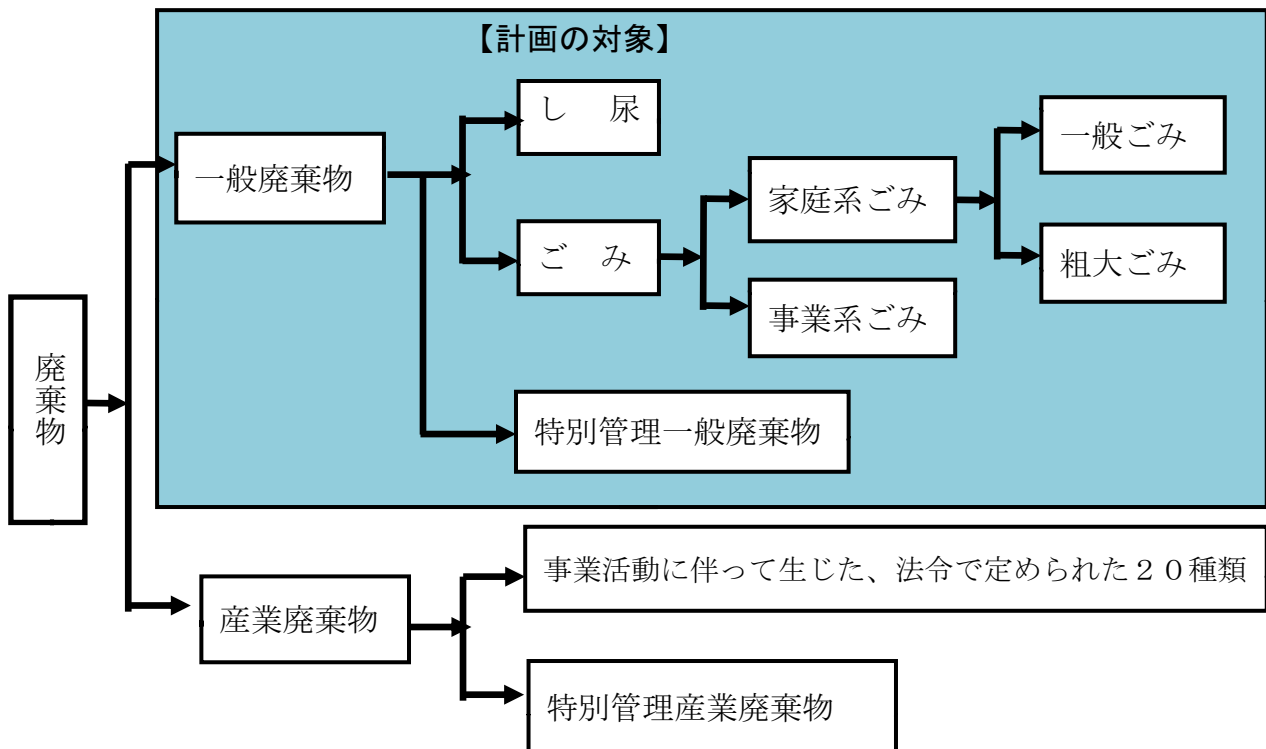 【計画の対象】
し 尿
一般ごみ
一般廃棄物
家庭系ごみ
ご み
粗大ごみ
事業系ごみ
廃棄物
特別管理一般廃棄物
事業活動に伴って生じた、法令で定められた２０種類
産業廃棄物
特別管理産業廃棄物